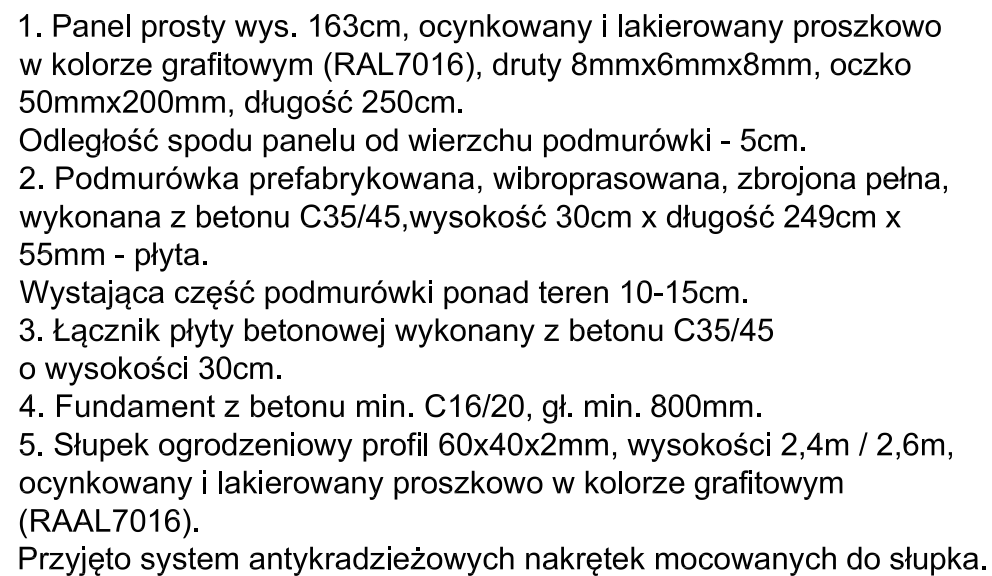 1. Panel prosty wys. 163cm, ocynkowany i lakierowany proszkowo
w kolorze grafitowym (RAL7016), druty 8mmx6mmx8mm, oczko
50mmx200mm, długość 250cm.
Odległość spodu panelu od wierzchu podmurówki - 5cm.
2. Podmurówka prefabrykowana, wibroprasowana, zbrojona pełna,
wykonana z betonu C35/45,wysokość 30cm x długość 249cm x
55mm - płyta.
Wystająca część podmurówki ponad teren 10-15cm.
3. Łącznik płyty betonowej wykonany z betonu C35/45
o wysokości 30cm.
4. Fundament z betonu min. C16/20, gł. min. 800mm.
5. Słupek ogrodzeniowy profil 60x40x2mm, wysokości 2,4m / 2,6m,
ocynkowany i lakierowany proszkowo w kolorze grafitowym
(RAAL7016).
Przyjęto system antykradzieżowych nakrętek mocowanych do słupka.